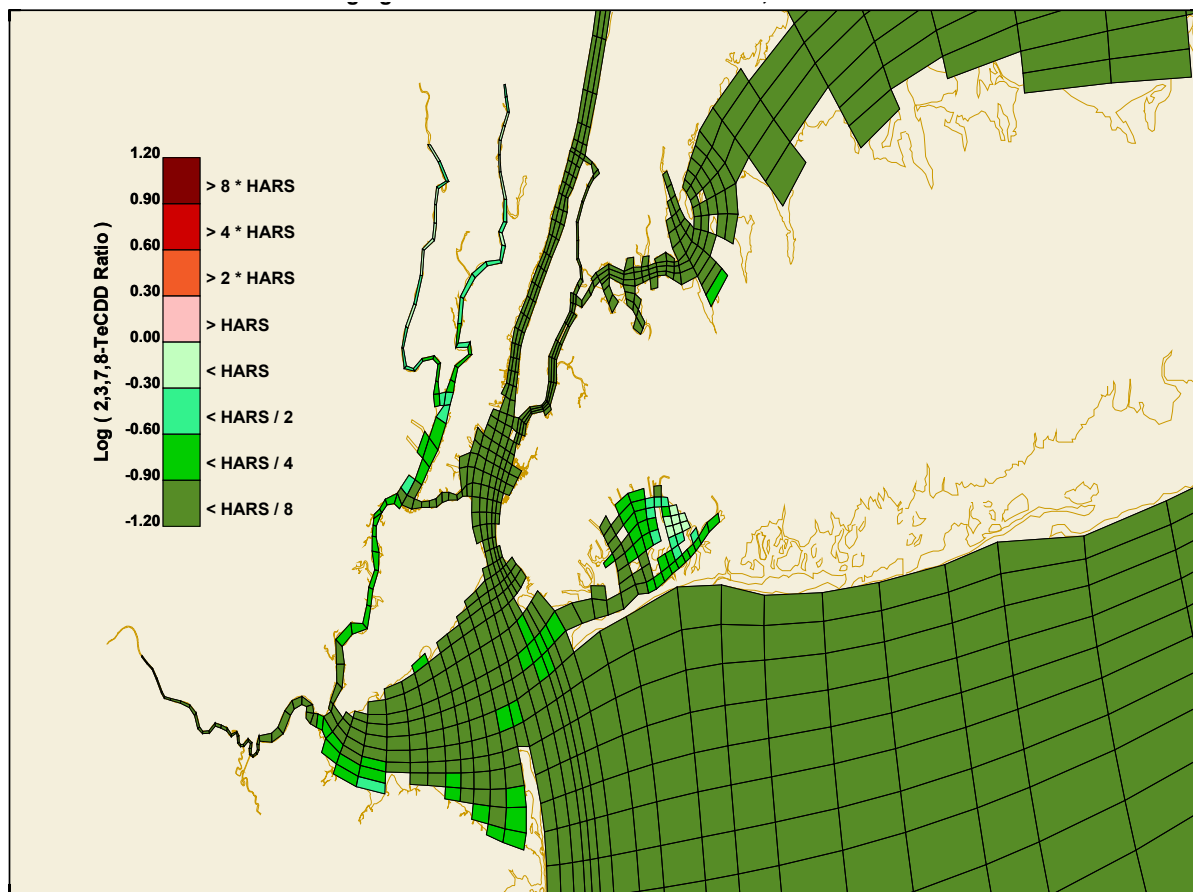 1.20
> 8 * HARS
0.90
> 4 * HARS
0.60
> 2 * HARS
0.30
> HARS
0.00
< HARS
-0.30
< HARS / 2
-0.60
< HARS / 4
-0.90
< HARS / 8
-1.20
Log ( 2,3,7,8-TeCDD Ratio )